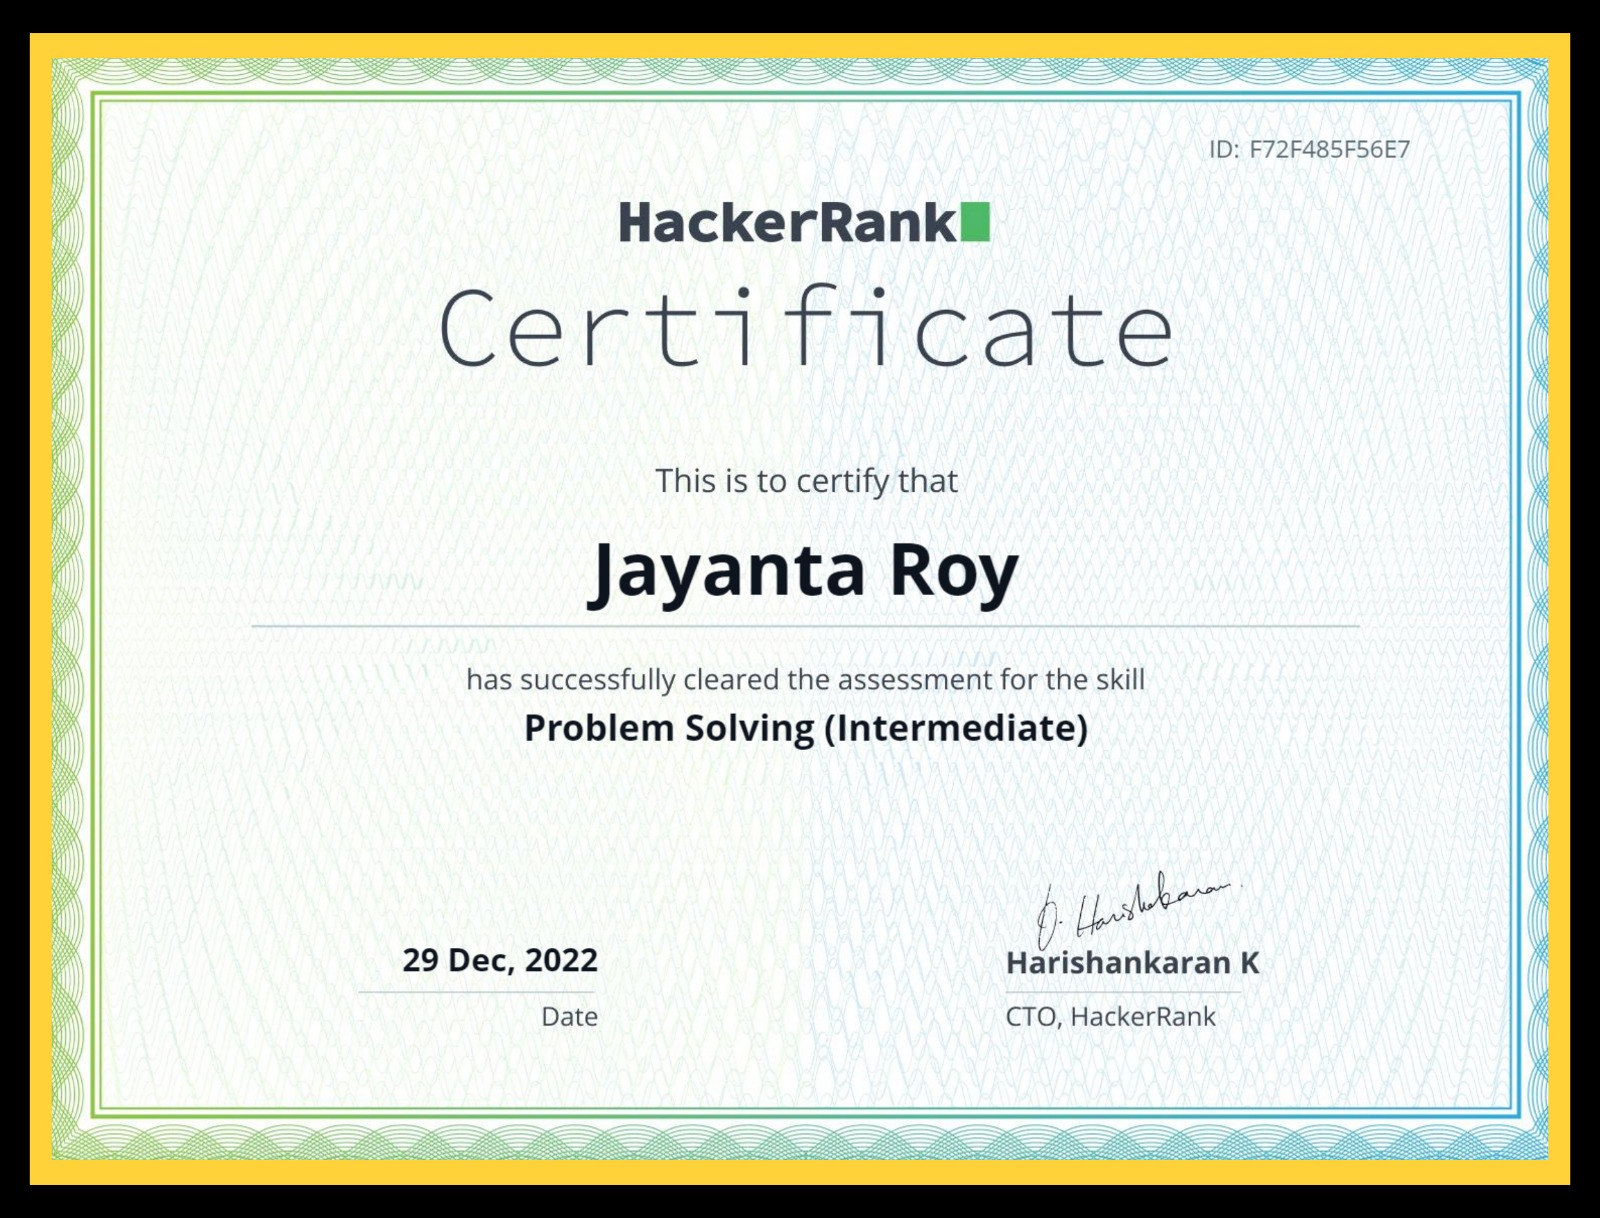 ID: F72F485F56E7
HackerRank
Certificate
This is to certify that
Jayanta Roy
has successfully cleared the assessment for the skill
Problem Solving (Intermediate)
29 Dec, 2022
Date
D. Harishankaran
Harishankaran K
CTO, HackerRank